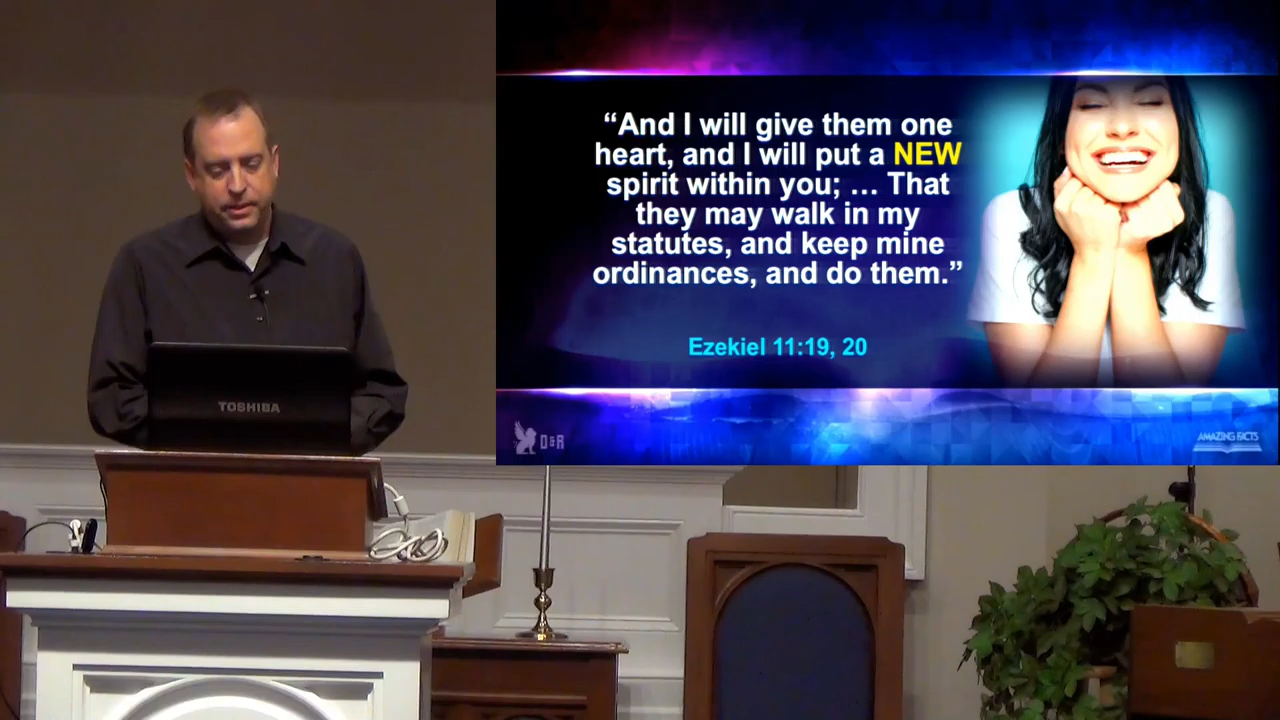 “And I will give them one
heart, and I will put a NEW
spirit within you; ... That
they may walk in my
statutes, and keep mine
ordinances, and do them.”
Ezekiel 11:19, 20
TOSHIBA
D&R
AMAZING FACTS